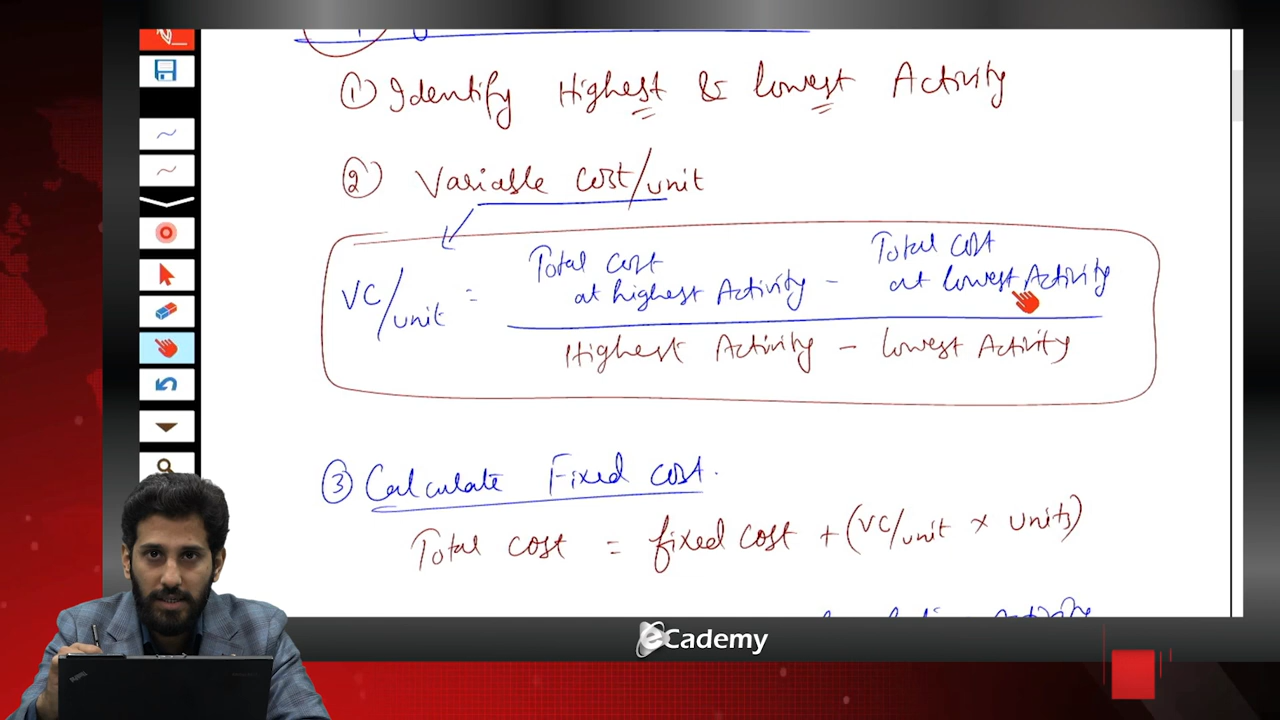 ① Identify Highest & lowest Activity
② Variable cost/unit
VC/unit = Total cost at highest Activity - Total cost at lowest Activity
Highest Activity - lowest Activity
③ Calculate Fixed cost.
Total cost = fixed cost + (VC/unit × units)
Activity
eCademy